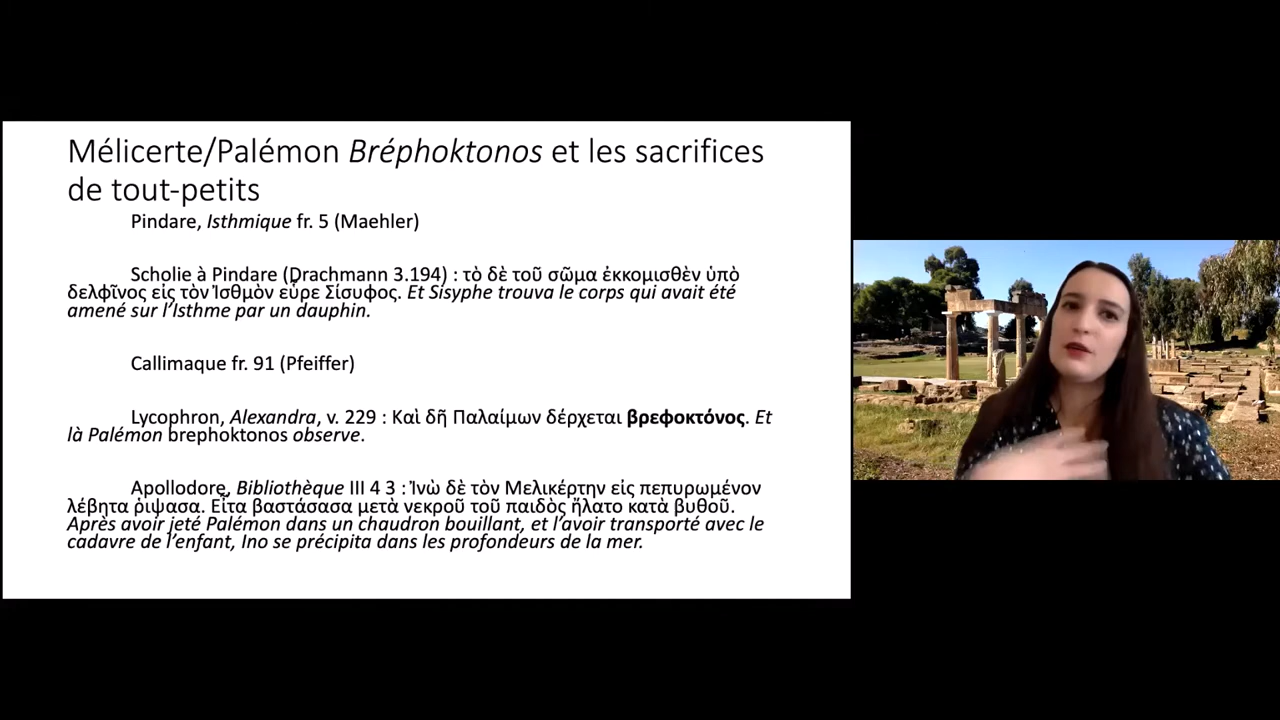 Mélicerte/Palémon Bréphoktonos et les sacrifices
de tout-petits
Pindare, Isthmique fr. 5 (Maehler)
Scholie à Pindare (Drachmann 3.194) : τὸ δὲ τοῦ σῶμα ἐκκομισθὲν ὑπὸ
δελφῖνος εἰς τὸν Ἰσθμὸν εὗρε Σίσυφος. Et Sisyphe trouva le corps qui avait été
amené sur l’Isthme par un dauphin.
Callimaque fr. 91 (Pfeiffer)
Lycophron, Alexandra, v. 229 : Καὶ δὴ Παλαίμων δέρχεται βρεφοκτόνος. Et
là Palémon brephoktonos observe.
Apollodore, Bibliothèque III 4 3 : Ἰνὼ δὲ τὸν Μελικέρτην εἰς πεπυρωμένον
λέβητα ῥιψασα. Εἶτα βαστάσασα μετὰ νεκροῦ τοῦ παιδὸς ἥλατο κατὰ βυθοῦ.
Après avoir jeté Palémon dans un chaudron bouillant, et l’avoir transporté avec le
cadavre de l’enfant, Ino se précipita dans les profondeurs de la mer.